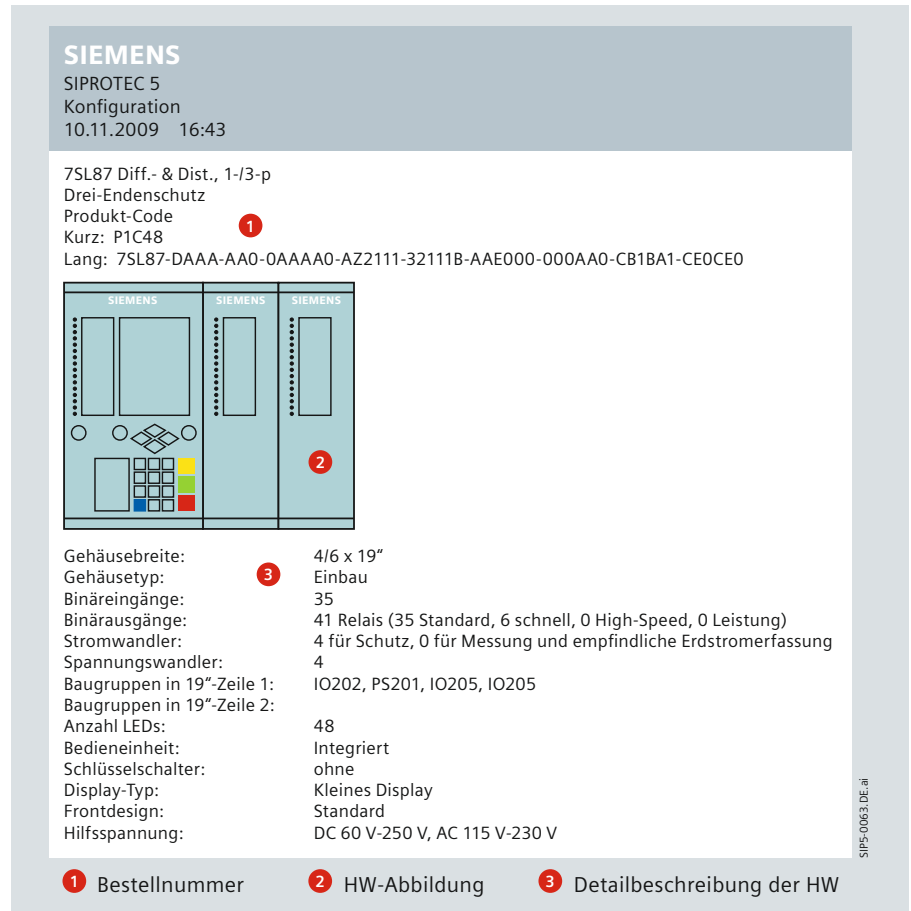 SIEMENS
SIPROTEC 5
Konfiguration
10.11.2009 16:43
7SL87 Diff.- & Dist., 1-/3-p
Drei-Endenschutz
Produkt-Code
1
Kurz: P1C48
Lang: 7SL87-DAAA-AA0-0AAAA0-AZ2111-32111B-AAE000-000AA0-CB1BA1-CE0CE0
SIEMENS SIEMENS SIEMENS
2
Gehäusebreite: 4/6 x 19“
Gehäusetyp: 3 Einbau
Binäreingänge: 35
Binärausgänge: 41 Relais (35 Standard, 6 schnell, 0 High-Speed, 0 Leistung)
Stromwandler: 4 für Schutz, 0 für Messung und empfindliche Erdstromerfassung
Spannungswandler: 4
Baugruppen in 19“-Zeile 1: IO202, PS201, IO205, IO205
Baugruppen in 19“-Zeile 2:
Anzahl LEDs: 48
Bedieneinheit: Integriert
Schlüsselschalter: ohne
Display-Typ: Kleines Display
Frontdesign: Standard
Hilfsspannung: DC 60 V-250 V, AC 115 V-230 V
SIP5-0063.DE.ai
1 Bestellnummer 2 HW-Abbildung 3 Detailbeschreibung der HW